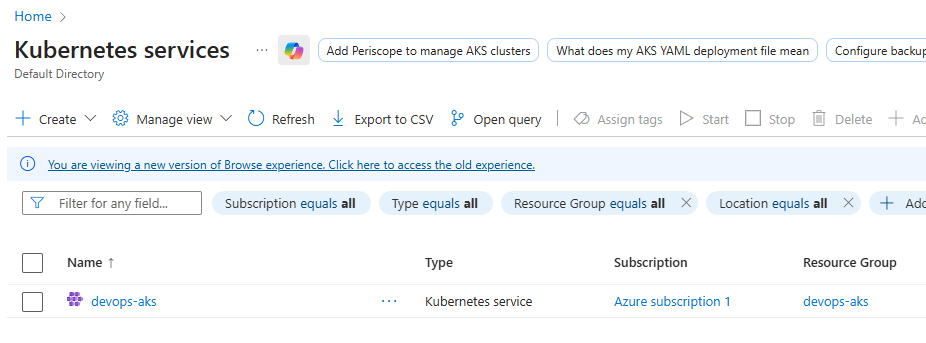 Home >
Kubernetes services ... Add Periscope to manage AKS clusters What does my AKS YAML deployment file mean Configure backup
Default Directory
Create Manage view Refresh Export to CSV Open query Assign tags Start Stop Delete
You are viewing a new version of Browse experience. Click here to access the old experience.
Filter for any field... Subscription equals all Type equals all Resource Group equals all Location equals all
Name ↑ Type Subscription Resource Group
devops-aks ... Kubernetes service Azure subscription 1 devops-aks